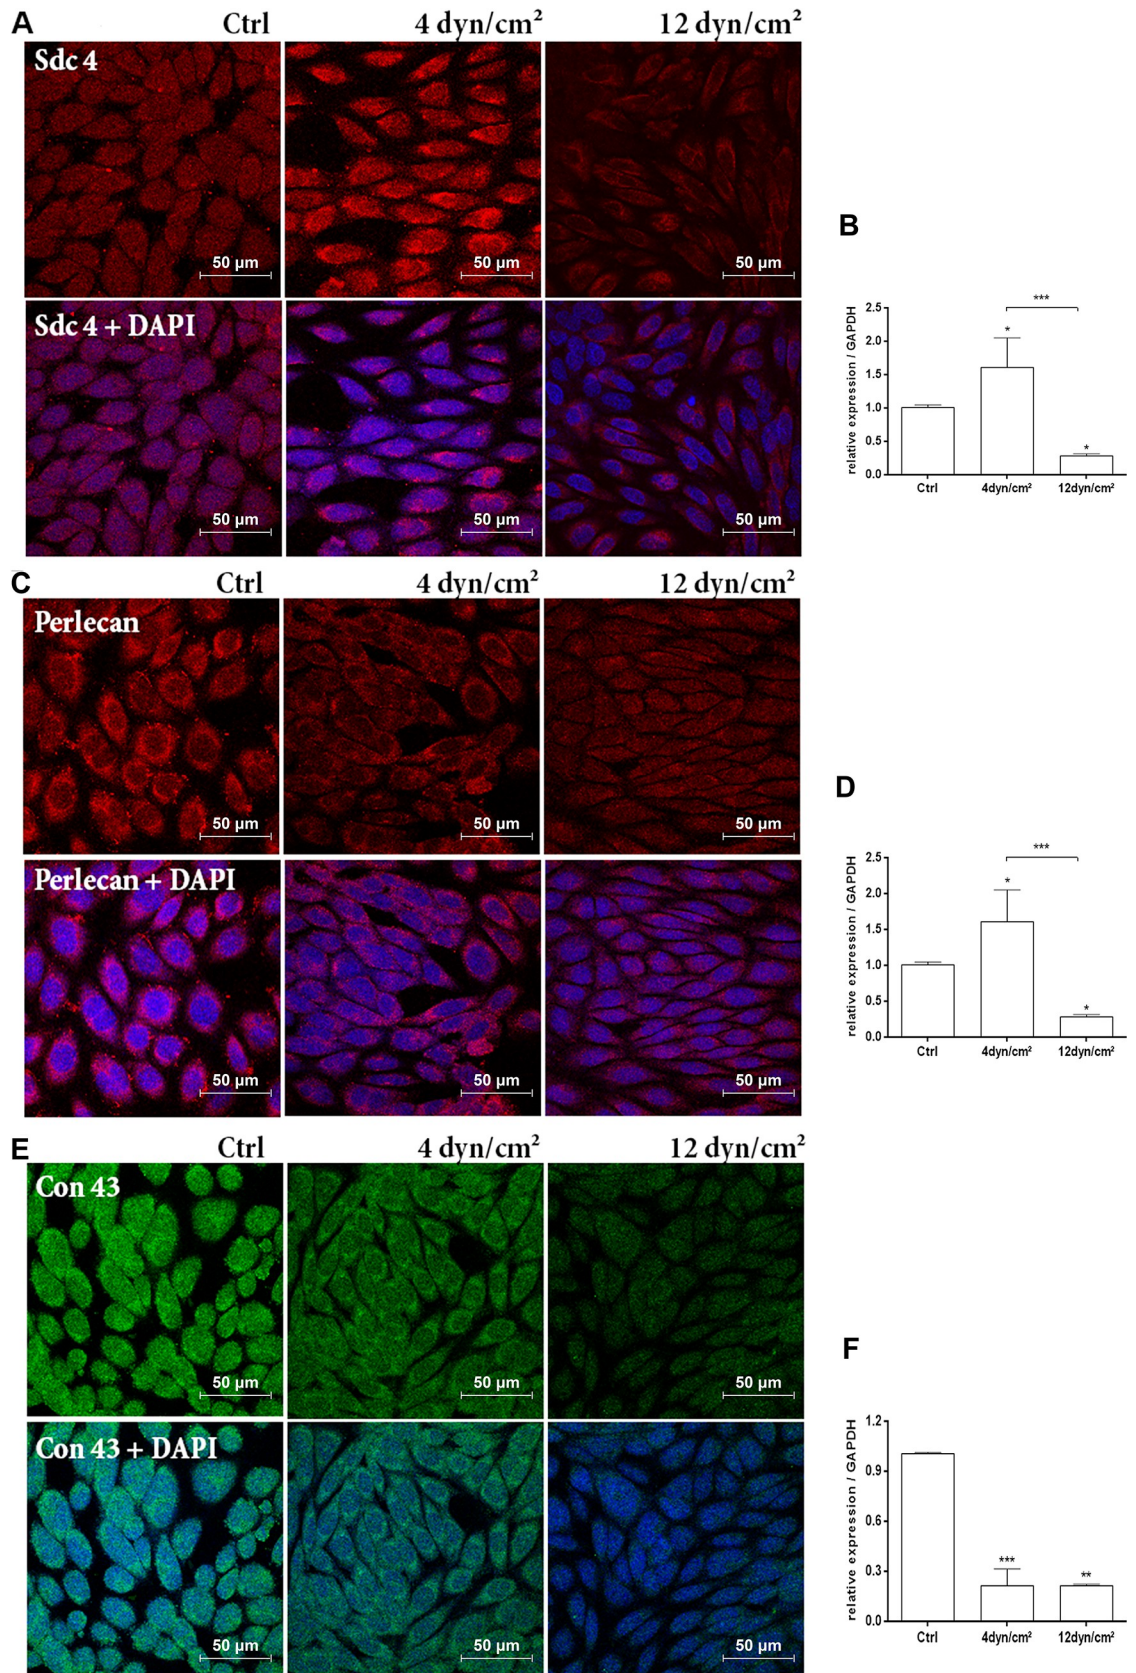 A
Ctrl 4 dyn/cm² 12 dyn/cm²
Sdc 4
50 µm 50 µm 50 µm
Sdc 4 + DAPI
50 µm 50 µm 50 µm
B
relative expression / GAPDH
2.5
2.0
1.5
1.0
0.5
0.0
***
*
*
Ctrl 4dyn/cm² 12dyn/cm²
C
Ctrl 4 dyn/cm² 12 dyn/cm²
Perlecan
50 µm 50 µm 50 µm
Perlecan + DAPI
50 µm 50 µm 50 µm
D
relative expression / GAPDH
2.5
2.0
1.5
1.0
0.5
0.0
***
*
*
Ctrl 4dyn/cm² 12dyn/cm²
E
Ctrl 4 dyn/cm² 12 dyn/cm²
Con 43
50 µm 50 µm 50 µm
Con 43 + DAPI
50 µm 50 µm 50 µm
F
relative expression / GAPDH
1.2
0.9
0.6
0.3
0.0
***
**
Ctrl 4dyn/cm² 12dyn/cm²